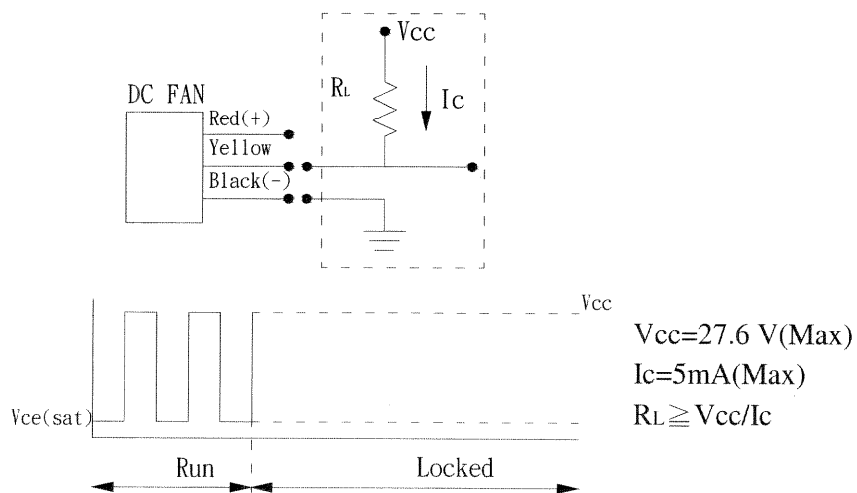 Vcc
RL
Ic
DC FAN
Red(+)
Yellow
Black(-)
Vcc
Vce(sat)
Run
Locked
Vcc=27.6 V(Max)
Ic=5mA(Max)
RL≧Vcc/Ic